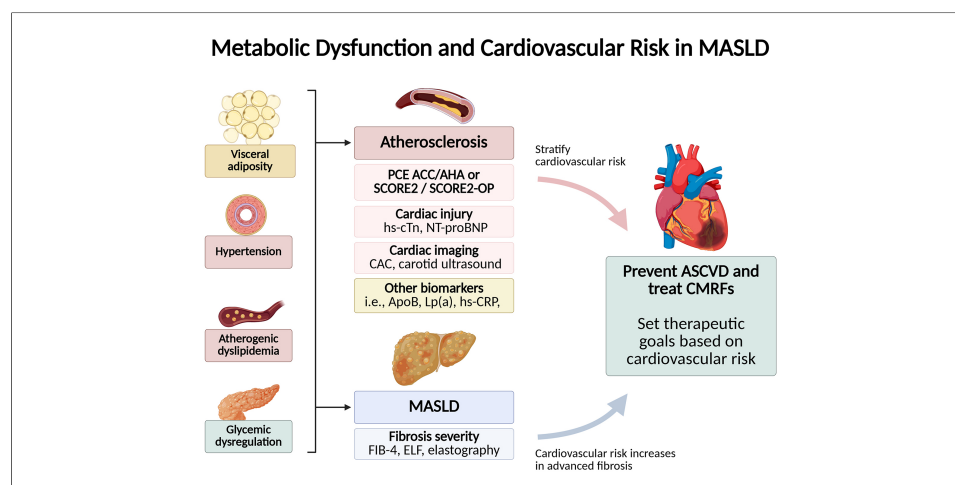 Metabolic Dysfunction and Cardiovascular Risk in MASLD
Visceral
adiposity
Hypertension
Atherogenic
dyslipidemia
Glycemic
dysregulation
Atherosclerosis
PCE ACC/AHA or
SCORE2 / SCORE2-OP
Cardiac injury
hs-cTn, NT-proBNP
Cardiac imaging
CAC, carotid ultrasound
Other biomarkers
i.e., ApoB, Lp(a), hs-CRP,
MASLD
Fibrosis severity
FIB-4, ELF, elastography
Stratify
cardiovascular risk
Prevent ASCVD and
treat CMRFs
Set therapeutic
goals based on
cardiovascular risk
Cardiovascular risk increases
in advanced fibrosis